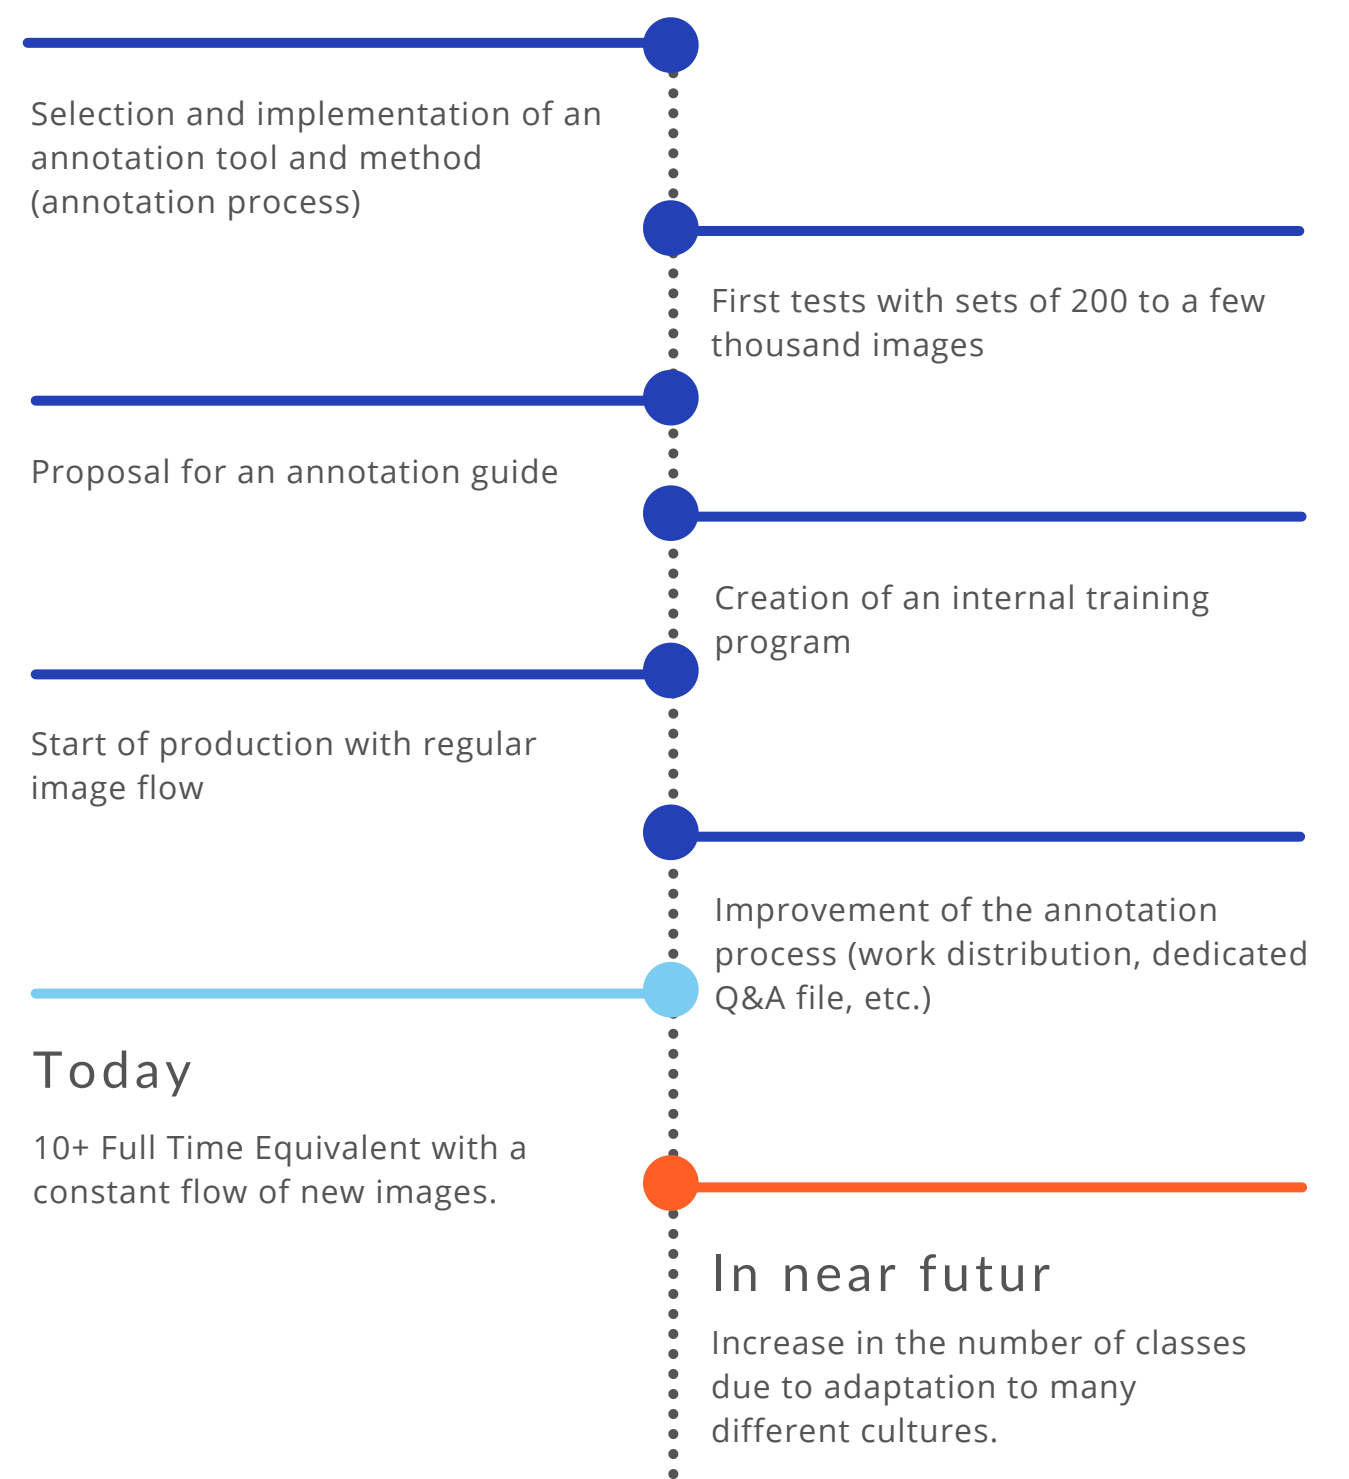 Selection and implementation of an
annotation tool and method
(annotation process)
First tests with sets of 200 to a few
thousand images
Proposal for an annotation guide
Creation of an internal training
program
Start of production with regular
image flow
Improvement of the annotation
process (work distribution, dedicated
Q&A file, etc.)
Today
10+ Full Time Equivalent with a
constant flow of new images.
In near futur
Increase in the number of classes
due to adaptation to many
different cultures.